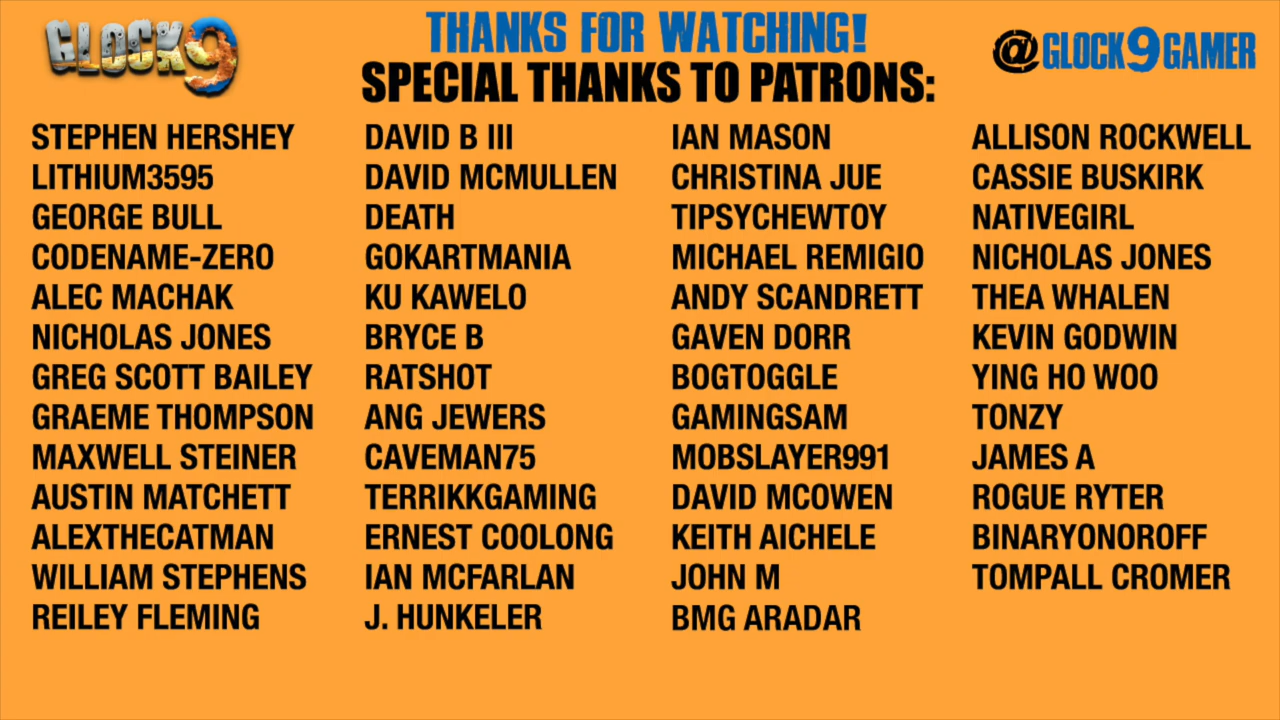 GLOCK9
THANKS FOR WATCHING!
@GLOCK9GAMER
SPECIAL THANKS TO PATRONS:
STEPHEN HERSHEY
LITHIUM3595
GEORGE BULL
CODENAME-ZERO
ALEC MACHAK
NICHOLAS JONES
GREG SCOTT BAILEY
GRAEME THOMPSON
MAXWELL STEINER
AUSTIN MATCHETT
ALEXTHECATMAN
WILLIAM STEPHENS
REILEY FLEMING
DAVID B III
DAVID MCMULLEN
DEATH
GOKARTMANIA
KU KAWELO
BRYCE B
RATSHOT
ANG JEWERS
CAVEMAN75
TERRIKKGAMING
ERNEST COOLONG
IAN MCFARLAN
J. HUNKELER
IAN MASON
CHRISTINA JUE
TIPSYCHEWTOY
MICHAEL REMIGIO
ANDY SCANDRETT
GAVEN DORR
BOGTOGGLE
GAMINGSAM
MOBSLAYER991
DAVID MCOWEN
KEITH AICHELE
JOHN M
BMG ARADAR
ALLISON ROCKWELL
CASSIE BUSKIRK
NATIVEGIRL
NICHOLAS JONES
THEA WHALEN
KEVIN GODWIN
YING HO WOO
TONZY
JAMES A
ROGUE RYTER
BINARYONOROFF
TOMPALL CROMER